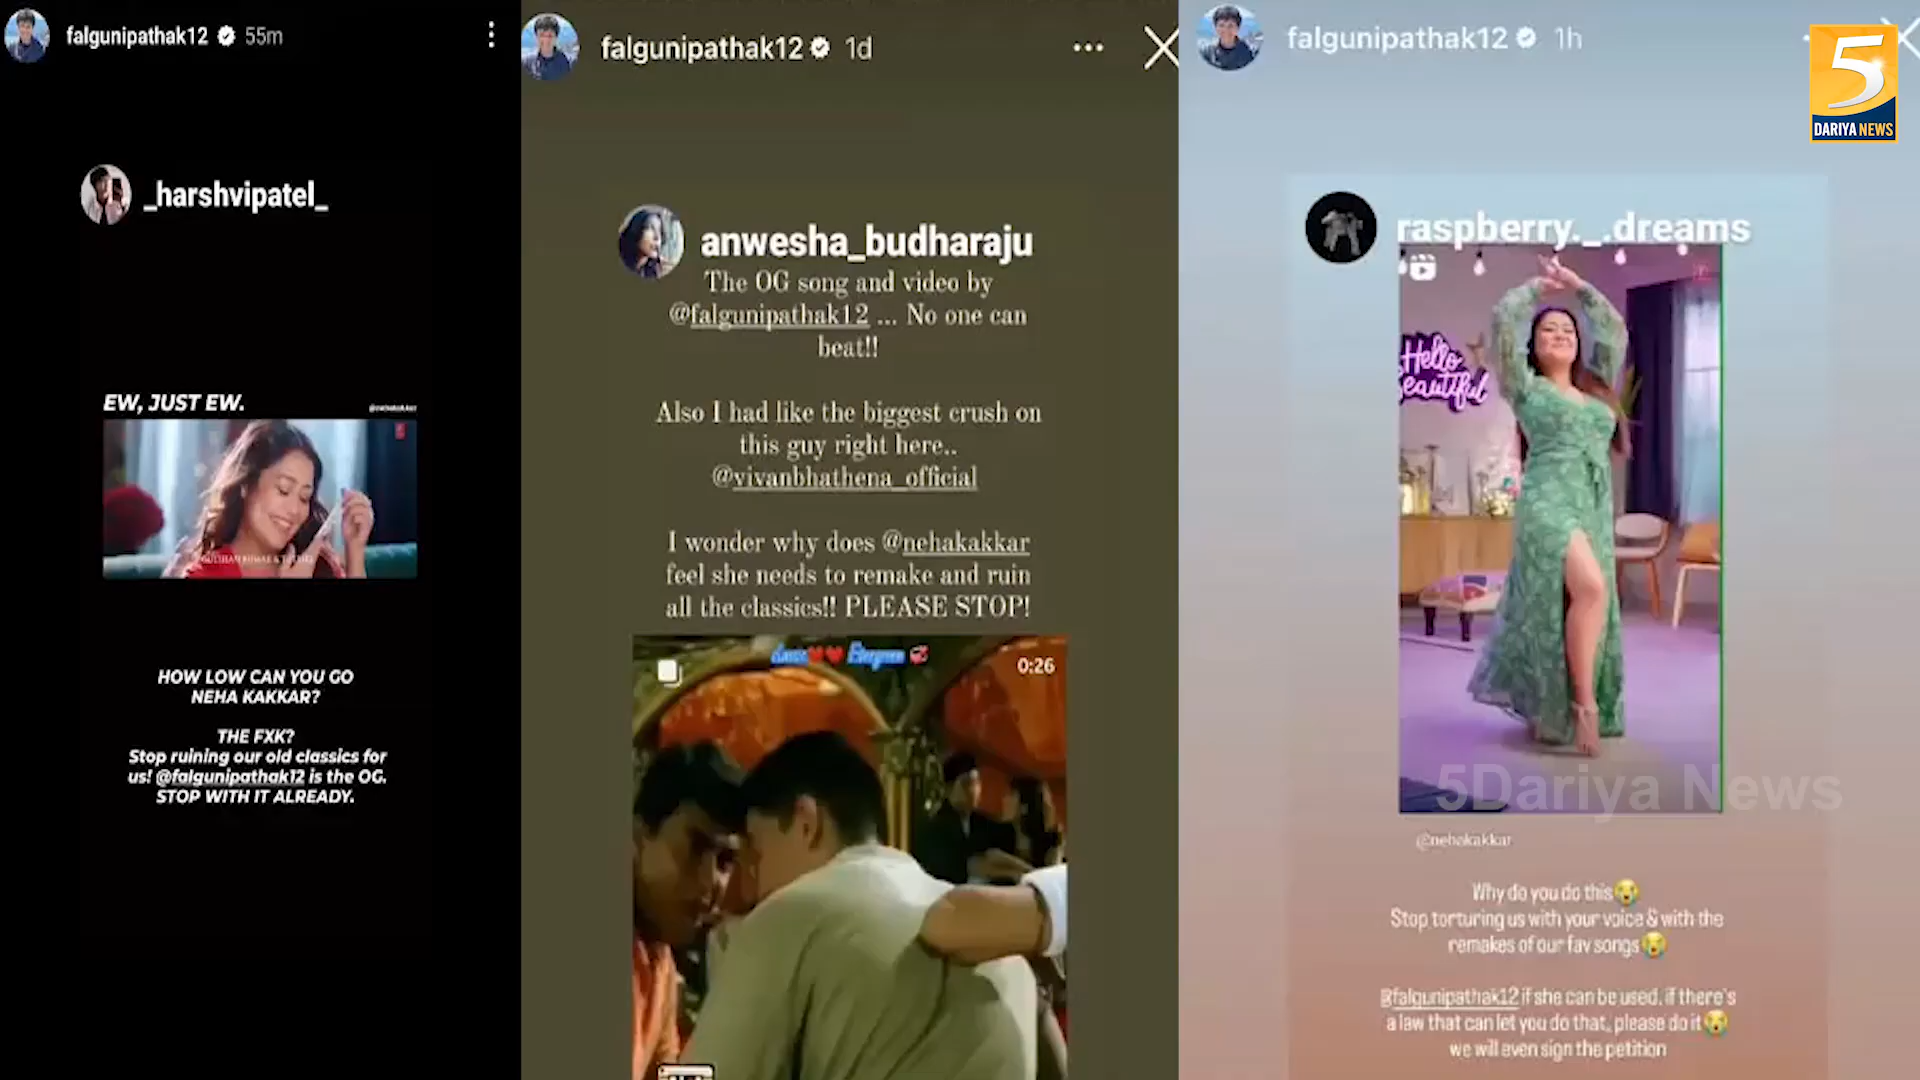 falgunipathak12 55m
_harshvipatel_
EW, JUST EW.
HOW LOW CAN YOU GO
NEHA KAKKAR?
THE FXK?
Stop ruining our old classics for
us! @falgunipathak12 is the OG.
STOP WITH IT ALREADY.
falgunipathak12 1d
anwesha_budharaju
The OG song and video by
@falgunipathak12 ... No one can
beat!!
Also I had like the biggest crush on
this guy right here..
@vivanbhathena_official
I wonder why does @nehakakkar
feel she needs to remake and ruin
all the classics!! PLEASE STOP!
0:26
falgunipathak12 1h
5
DARIYA NEWS
raspberry._.dreams
Hello
Beautiful
5Dariya News
@nehakakkar
Why do you do this😭
Stop torturing us with your voice & with the
remakes of our fav songs😭
@falgunipathak12 if she can be used, if there's
a law that can let you do that, please do it😭
we will even sign the petition